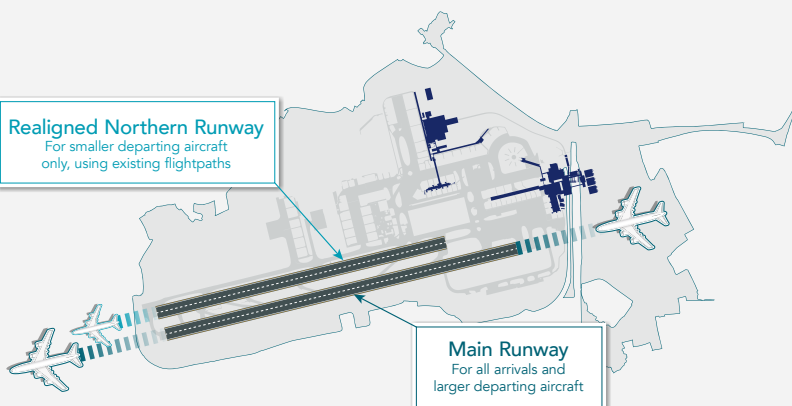 Realigned Northern Runway
For smaller departing aircraft
only, using existing flightpaths
Main Runway
For all arrivals and
larger departing aircraft